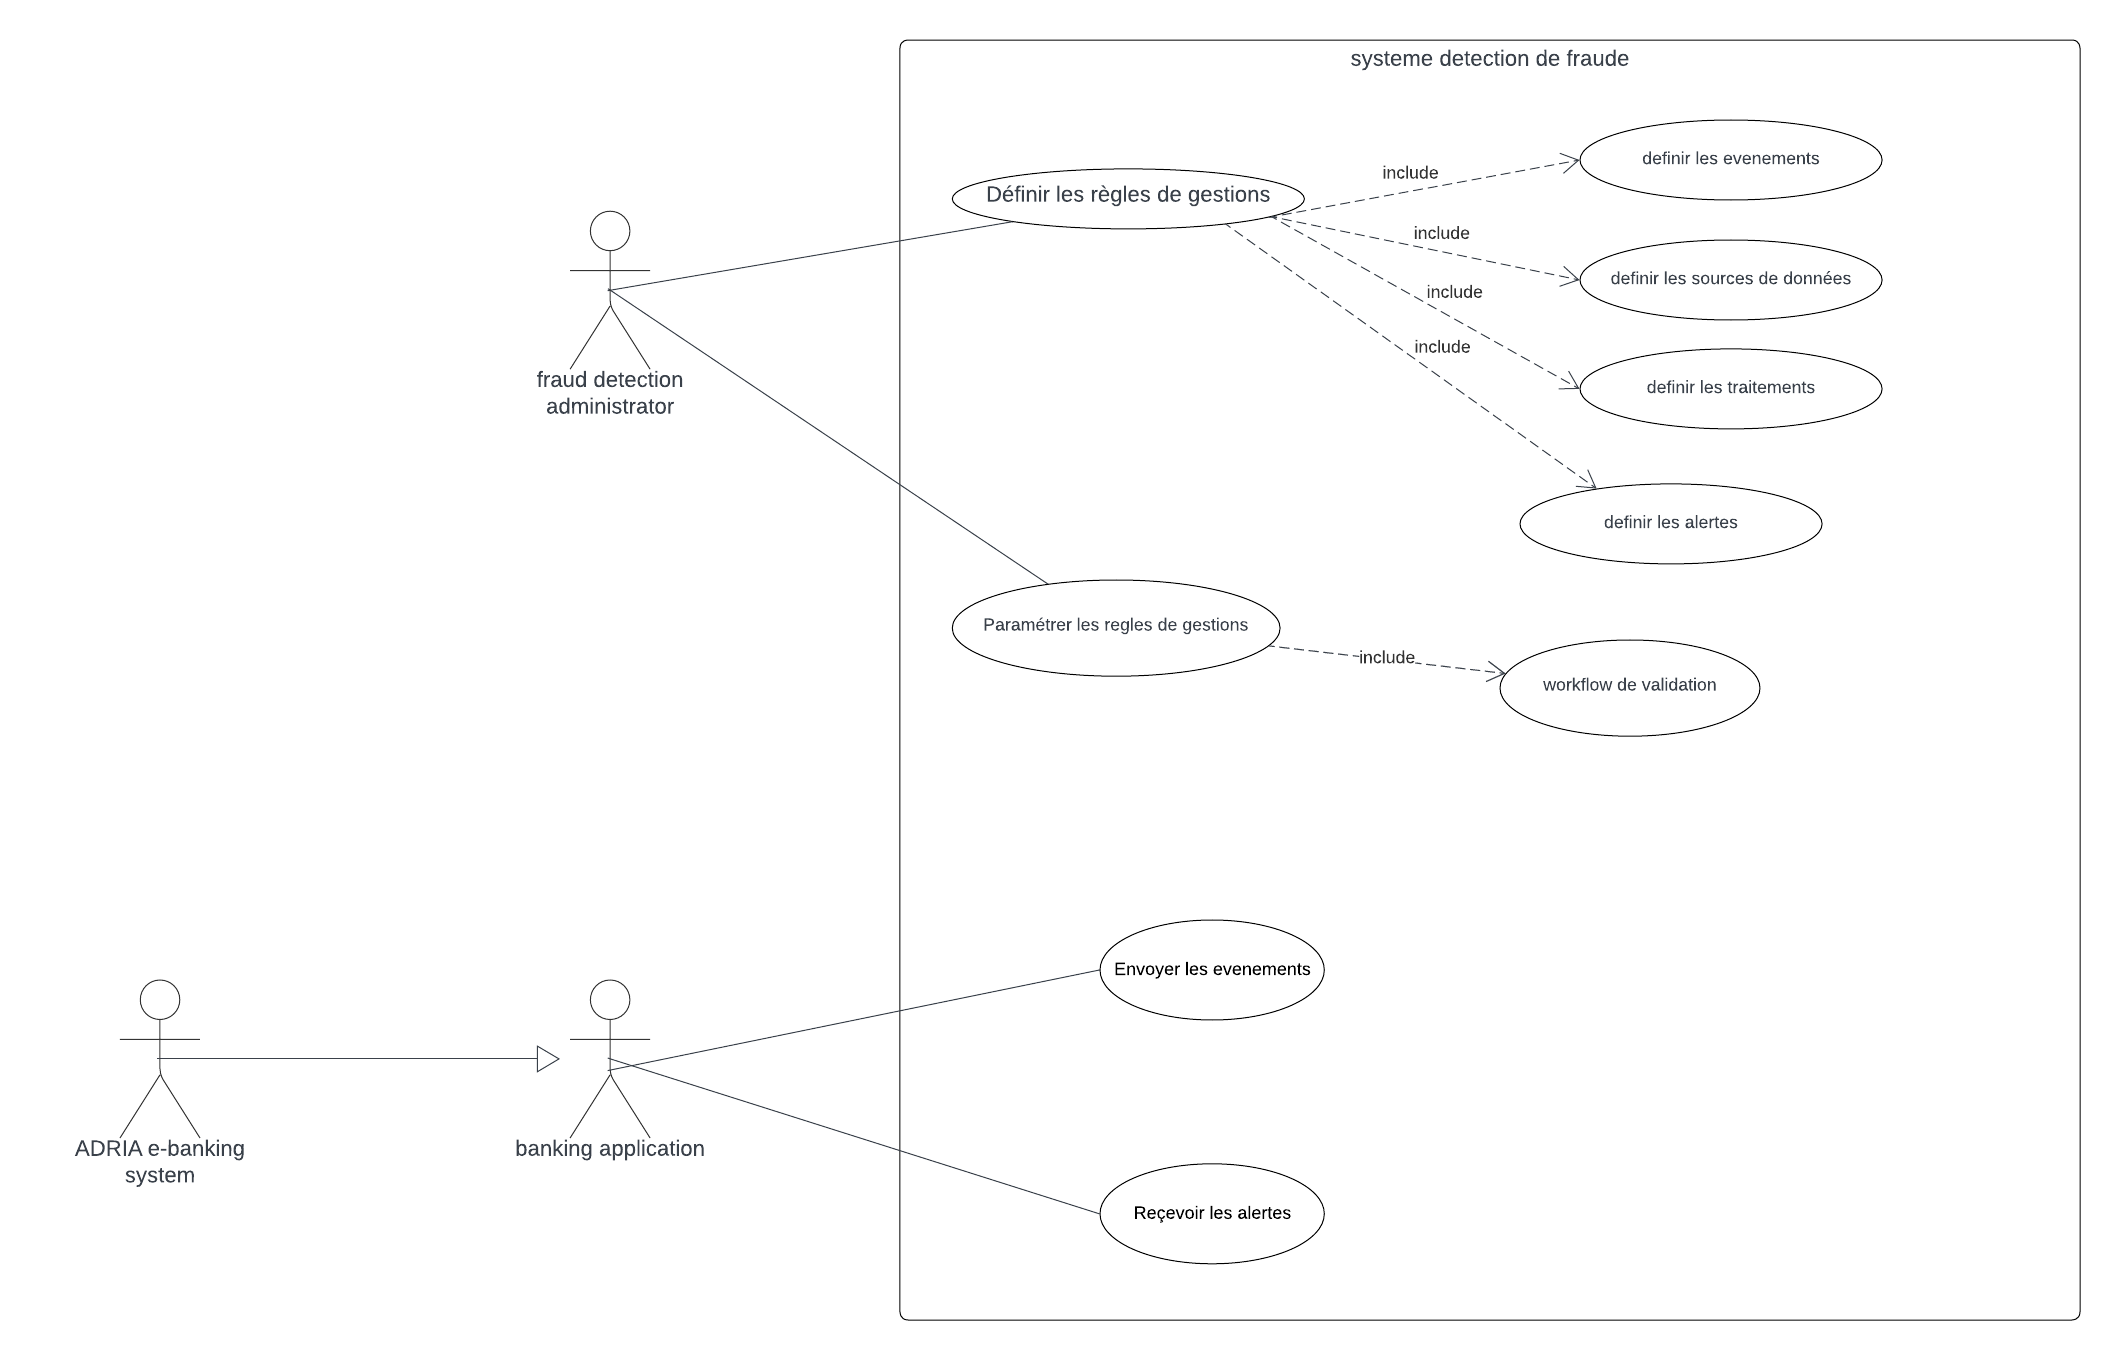 systeme detection de fraude
definir les evenements
include
Définir les règles de gestions
include
definir les sources de données
include
include
fraud detection
administrator
definir les traitements
definir les alertes
Paramétrer les regles de gestions
include
workflow de validation
Envoyer les evenements
ADRIA e-banking
system
banking application
Reçevoir les alertes